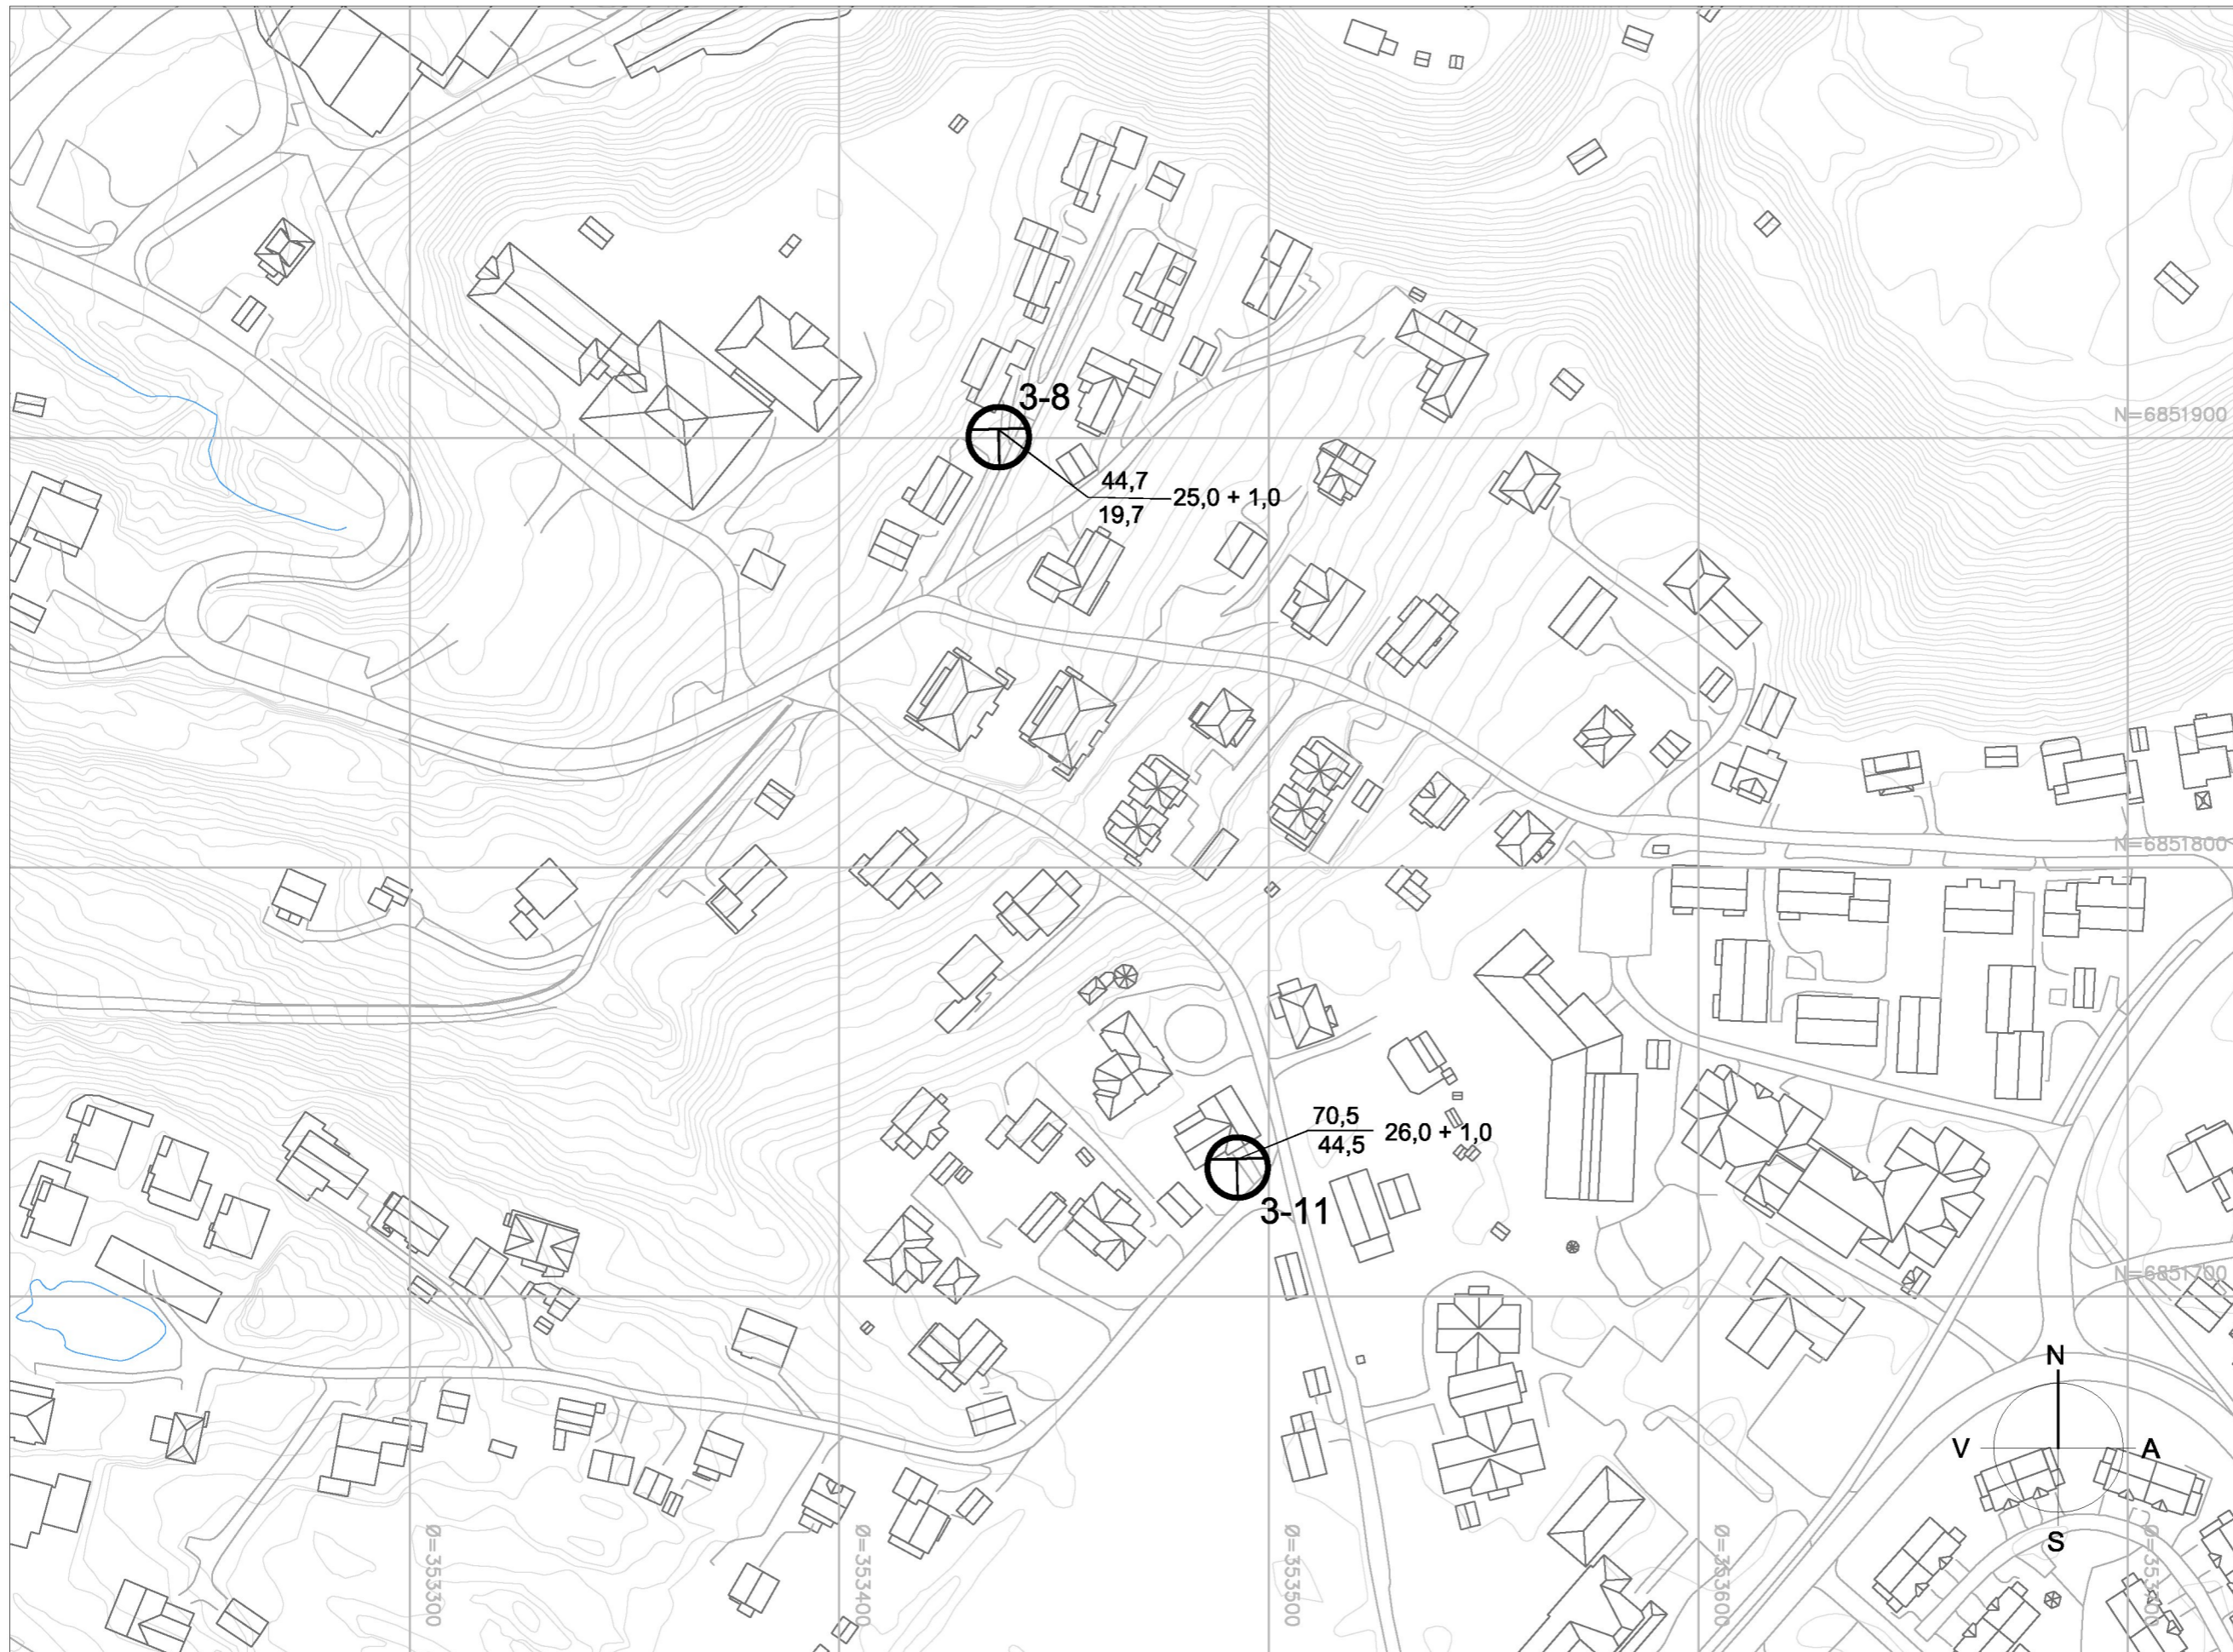 3-8
N=6851900
44,7
25,0 + 1,0
19,7
N=6851800
70,5
26,0 + 1,0
44,5
3-11
N=6851700
N
V
A
S
Ø=353300
Ø=353400
Ø=353500
Ø=353600